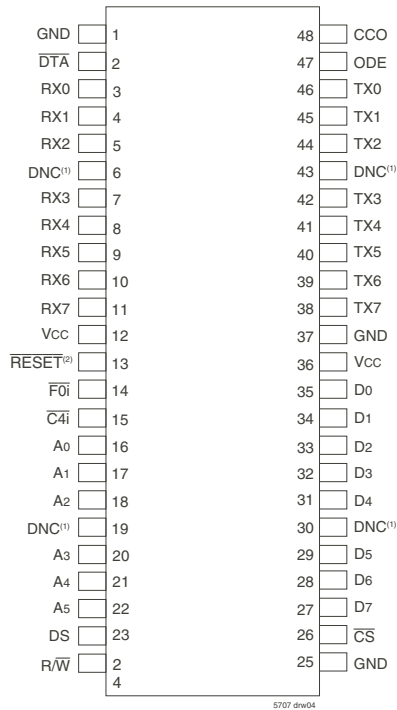 GND 1 48 CCO
D̅T̅A̅ 2 47 ODE
RX0 3 46 TX0
RX1 4 45 TX1
RX2 5 44 TX2
DNC(1) 6 43 DNC(1)
RX3 7 42 TX3
RX4 8 41 TX4
RX5 9 40 TX5
RX6 10 39 TX6
RX7 11 38 TX7
VCC 12 37 GND
R̅E̅S̅E̅T̅(2) 13 36 VCC
F̅0̅i̅ 14 35 D0
C̅4̅i̅ 15 34 D1
A0 16 33 D2
A1 17 32 D3
A2 18 31 D4
DNC(1) 19 30 DNC(1)
A3 20 29 D5
A4 21 28 D6
A5 22 27 D7
DS 23 26 C̅S̅
R/W̅ 2 25 GND
4
5707 drw04